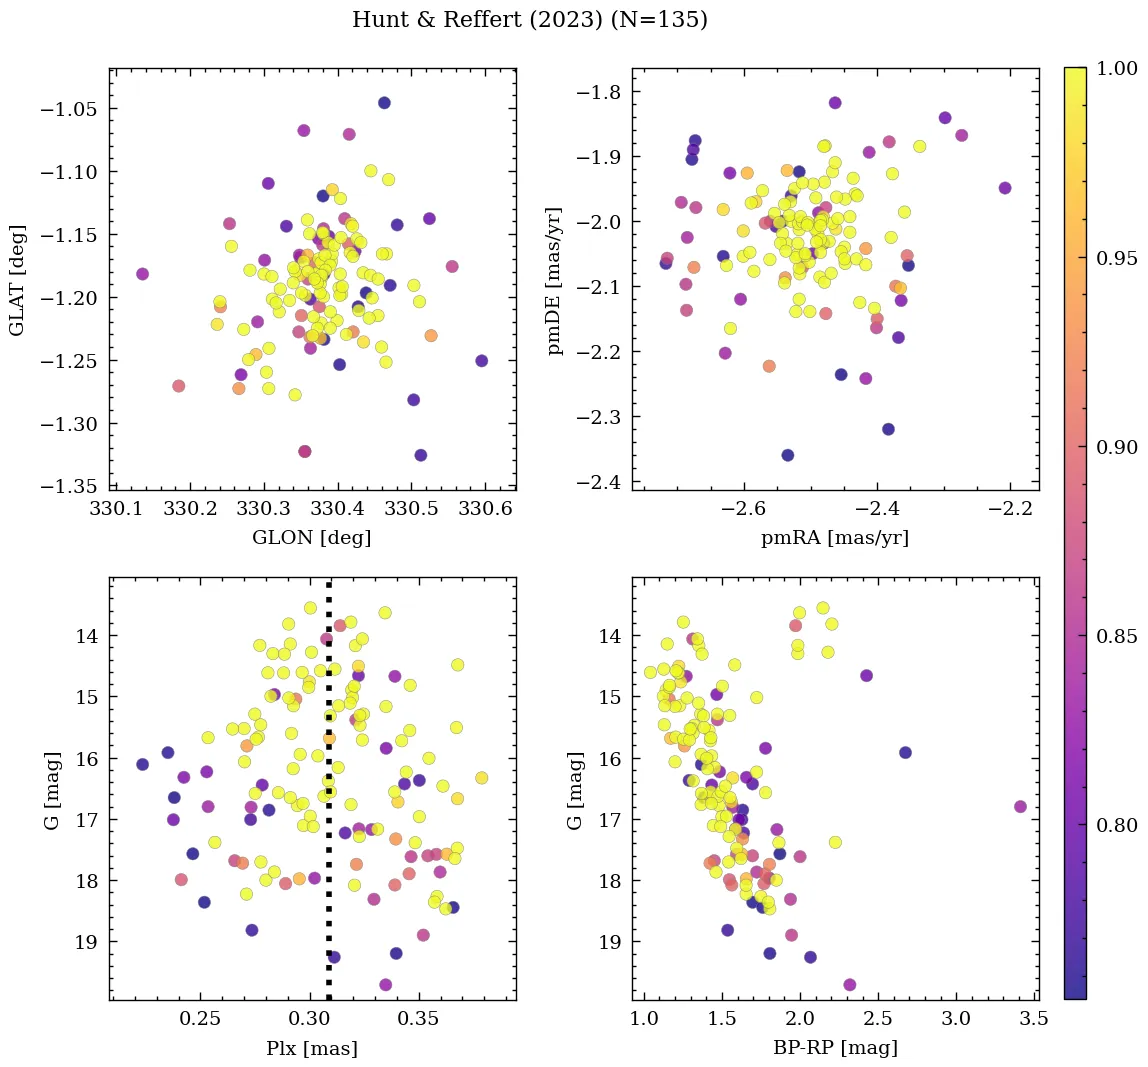 Hunt & Reffert (2023) (N=135)
−1.05
−1.10
−1.15
−1.20
−1.25
−1.30
−1.35
GLAT [deg]
330.1 330.2 330.3 330.4 330.5 330.6
GLON [deg]
−1.8
−1.9
−2.0
−2.1
−2.2
−2.3
−2.4
pmDE [mas/yr]
−2.6 −2.4 −2.2
pmRA [mas/yr]
14
15
16
17
18
19
G [mag]
0.25 0.30 0.35
Plx [mas]
14
15
16
17
18
19
G [mag]
1.0 1.5 2.0 2.5 3.0 3.5
BP-RP [mag]
1.00
0.95
0.90
0.85
0.80